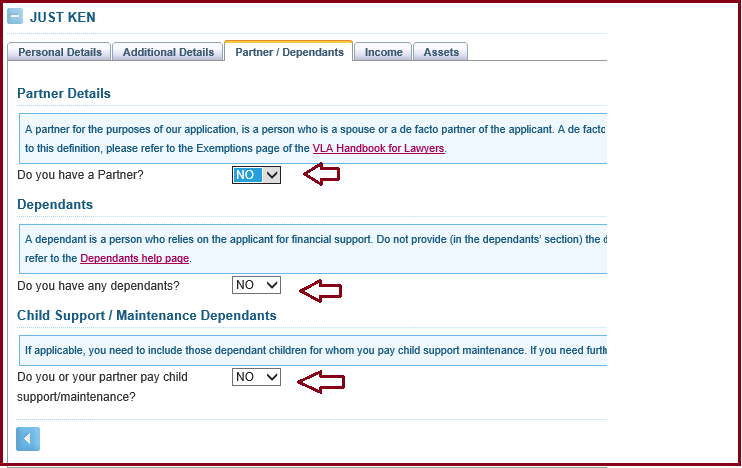 JUST KEN
Personal Details Additional Details Partner / Dependants Income Assets
Partner Details
A partner for the purposes of our application, is a person who is a spouse or a de facto partner of the applicant. A de facto
to this definition, please refer to the Exemptions page of the VLA Handbook for Lawyers.
Do you have a Partner? NO
Dependants
A dependant is a person who relies on the applicant for financial support. Do not provide (in the dependants' section) the
refer to the Dependants help page.
Do you have any dependants? NO
Child Support / Maintenance Dependants
If applicable, you need to include those dependant children for whom you pay child support maintenance. If you need
Do you or your partner pay child NO
support/maintenance?